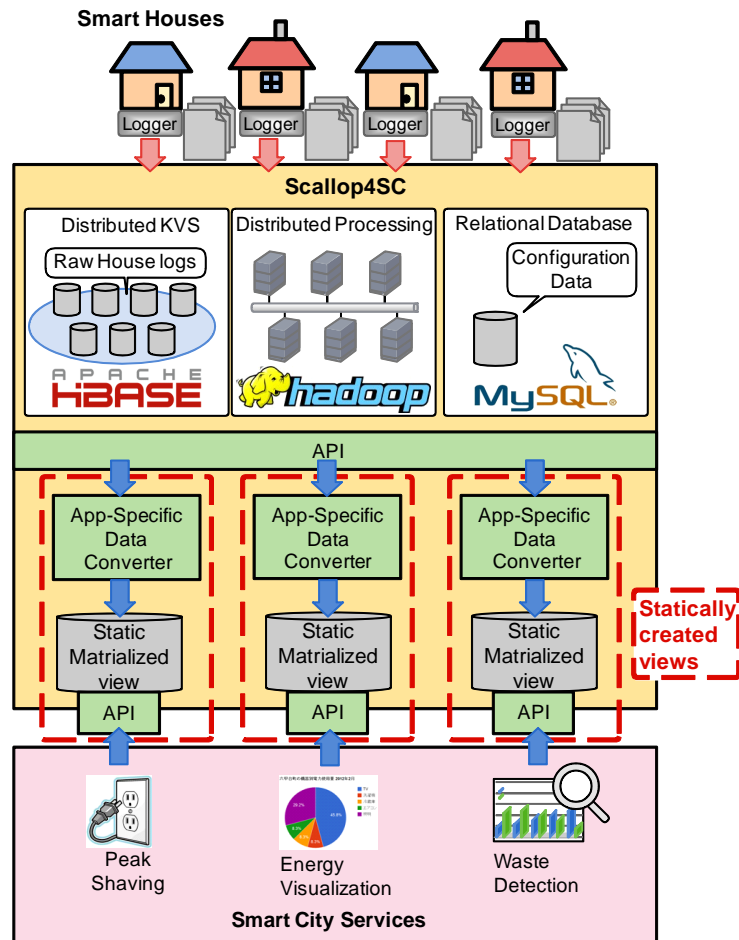 Smart Houses
Logger
Logger
Logger
Logger
Scallop4SC
Distributed KVS
Raw House logs
APACHE
HBASE
Distributed Processing
hadoop
Relational Database
Configuration
Data
MySQL®
API
App-Specific
Data
Converter
App-Specific
Data
Converter
App-Specific
Data
Converter
Static
Matrialized
view
Static
Matrialized
view
Static
Matrialized
view
Statically
created
views
API
API
API
Peak
Shaving
TV
Energy
Visualization
Waste
Detection
Smart City Services